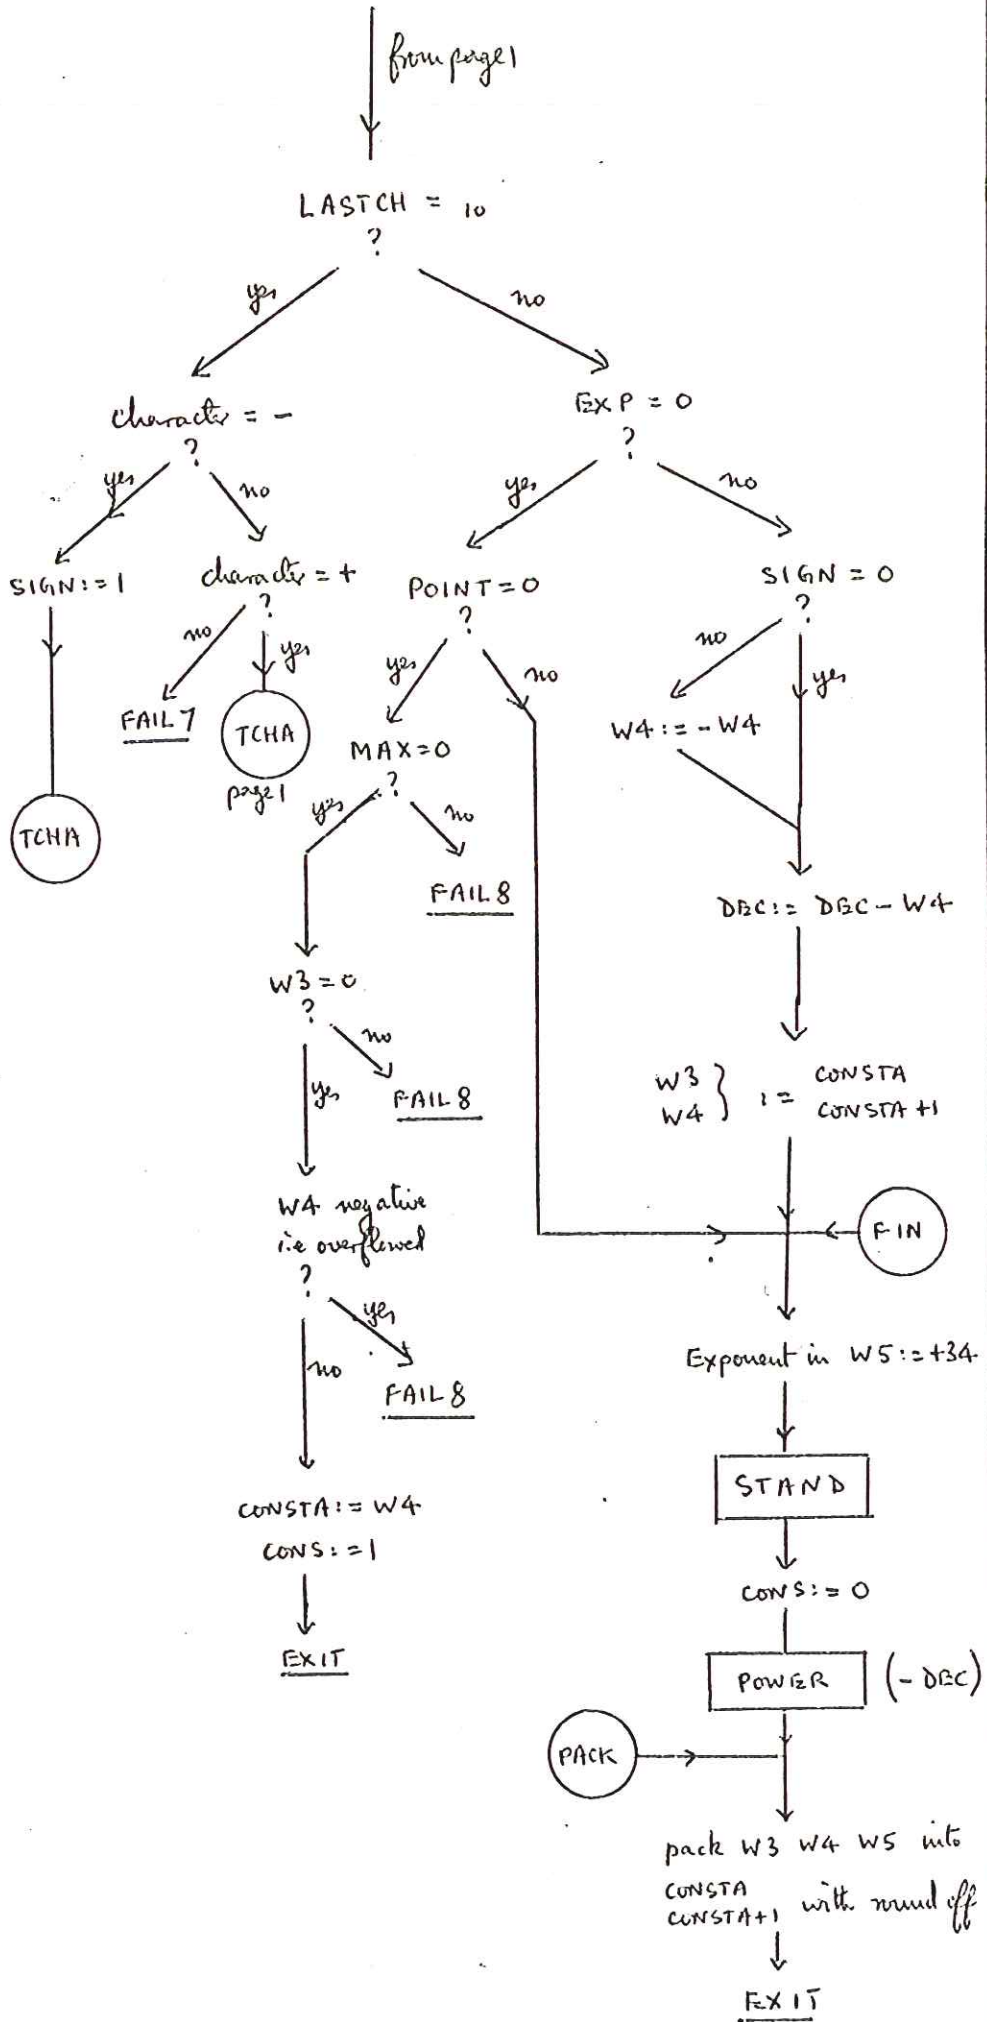 from page 1
LASTCH = 10
?
yes
no
character = -
?
EXP = 0
?
yes
no
yes
no
SIGN := 1
character = +
?
POINT = 0
?
SIGN = 0
?
no
yes
yes
no
no
yes
FAIL 7
TCHA
page 1
MAX = 0
?
W4 := - W4
yes
no
TCHA
FAIL 8
DEC := DEC - W4
W3 = 0
?
no
yes
FAIL 8
W3 } := CONSTA
W4 CONSTA + 1
W4 negative
i.e overflowed
?
FIN
yes
no
FAIL 8
Exponent in W5 := +34
STAND
CONSTA := W4
CONS := 1
CONS := 0
EXIT
POWER (- DEC)
PACK
pack W3 W4 W5 into
CONSTA
CONSTA+1 with round off
EXIT